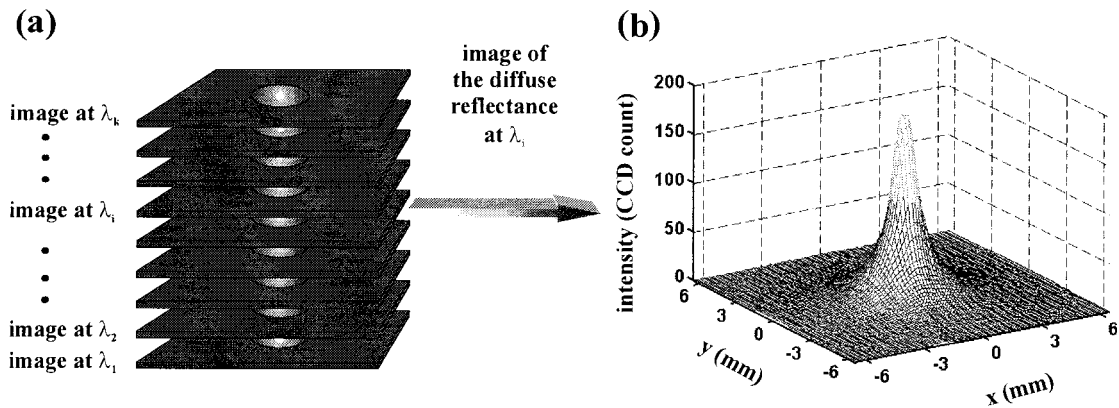 (a)
image at λk
image at λi
image at λ2
image at λ1
image of
the diffuse
reflectance
at λi
(b)
intensity (CCD count)
200
150
100
50
0
6
3
0
-3
-6
y (mm)
-6
-3
0
3
6
x (mm)